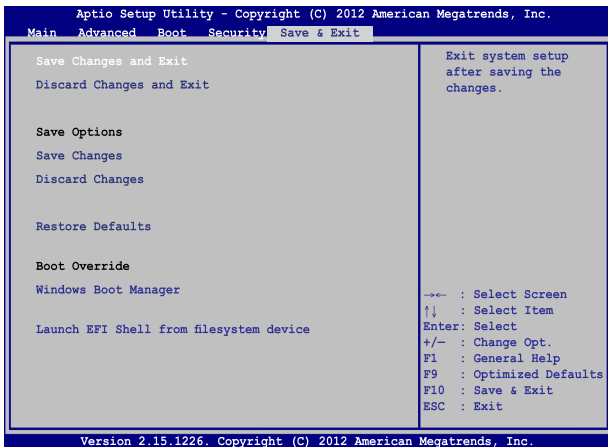 Aptio Setup Utility - Copyright (C) 2012 American Megatrends, Inc.
Main Advanced Boot Security Save & Exit
Save Changes and Exit
Discard Changes and Exit
Save Options
Save Changes
Discard Changes
Restore Defaults
Boot Override
Windows Boot Manager
Launch EFI Shell from filesystem device
Exit system setup
after saving the
changes.
→← : Select Screen
↑↓ : Select Item
Enter: Select
+/— : Change Opt.
F1 : General Help
F9 : Optimized Defaults
F10 : Save & Exit
ESC : Exit
Version 2.15.1226. Copyright (C) 2012 American Megatrends, Inc.